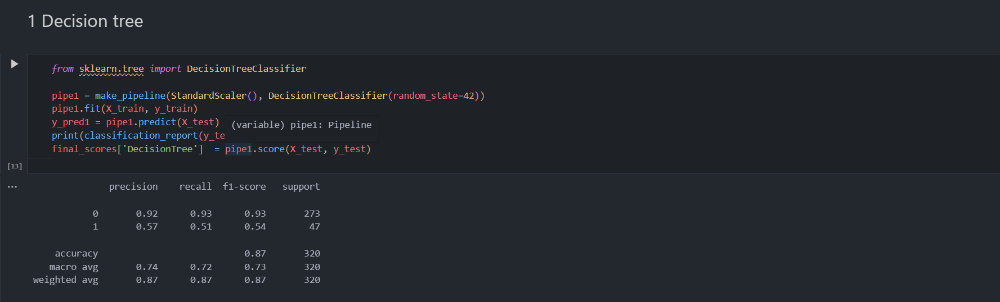 1 Decision tree
from sklearn.tree import DecisionTreeClassifier
pipe1 = make_pipeline(StandardScaler(), DecisionTreeClassifier(random_state=42))
pipe1.fit(X_train, y_train)
y_pred1 = pipe1.predict(X_test)
(variable) pipe1: Pipeline
print(classification_report(y_te
final_scores['DecisionTree']  = pipe1.score(X_test, y_test)
[13]
...
precision recall f1-score support
0 0.92 0.93 0.93 273
1 0.57 0.51 0.54 47
accuracy 0.87 320
macro avg 0.74 0.72 0.73 320
weighted avg 0.87 0.87 0.87 320